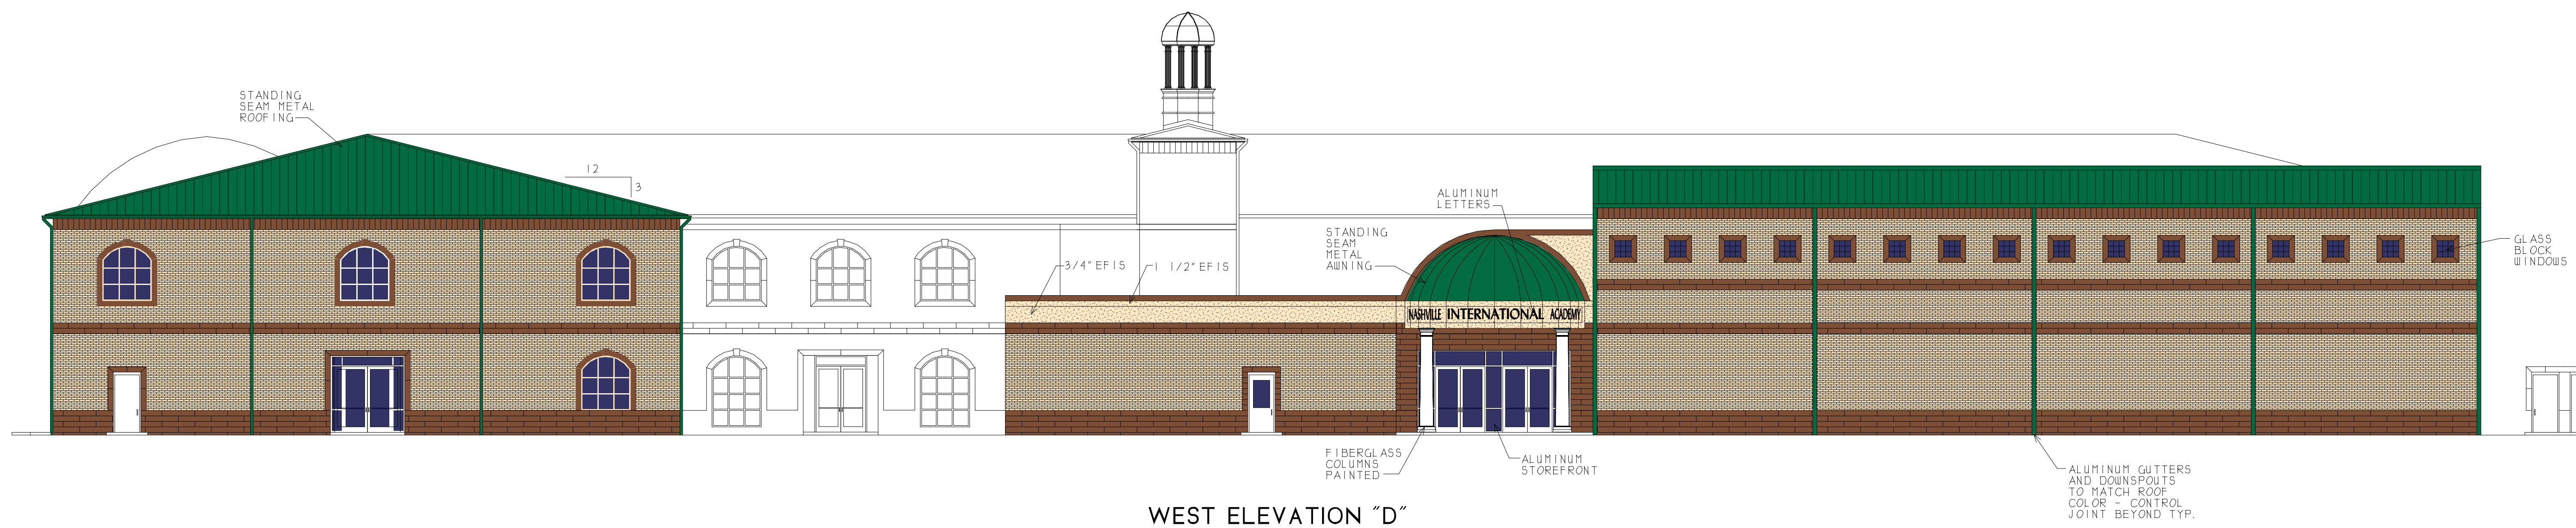 STANDING
SEAM METAL
ROOFING
12
3
ALUMINUM
LETTERS
STANDING
SEAM
METAL
AWNING
3/4" EFIS
1 1/2" EFIS
GLASS
BLOCK
WINDOWS
NASHVILLE INTERNATIONAL ACADEMY
FIBERGLASS
COLUMNS
PAINTED
ALUMINUM
STOREFRONT
ALUMINUM GUTTERS
AND DOWNSPOUTS
TO MATCH ROOF
COLOR - CONTROL
JOINT BEYOND TYP.
WEST ELEVATION "D"